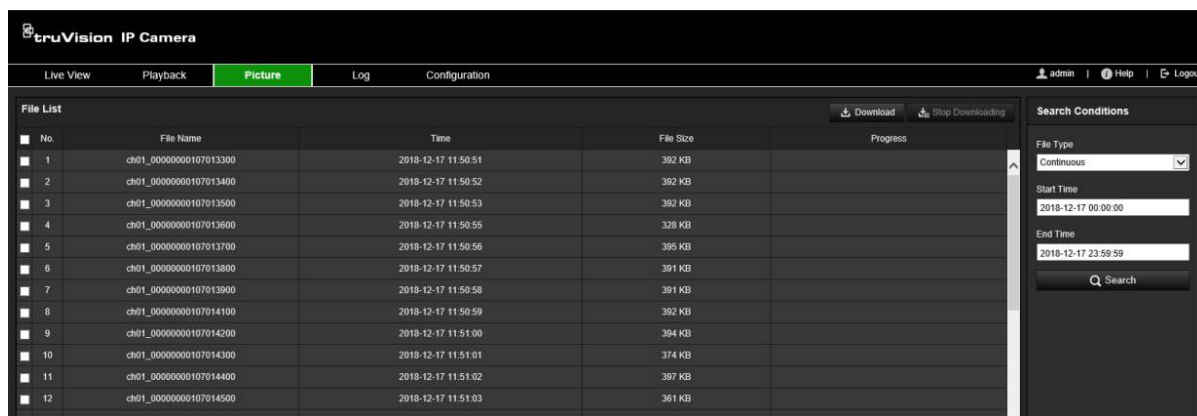 truVision IP Camera
Live View Playback Picture Log Configuration admin | Help | Logou
File List Download Stop Downloading
No. File Name Time File Size Progress
1 ch01_00000000107013300 2018-12-17 11:50:51 392 KB
2 ch01_00000000107013400 2018-12-17 11:50:52 392 KB
3 ch01_00000000107013500 2018-12-17 11:50:53 392 KB
4 ch01_00000000107013600 2018-12-17 11:50:55 328 KB
5 ch01_00000000107013700 2018-12-17 11:50:56 395 KB
6 ch01_00000000107013800 2018-12-17 11:50:57 391 KB
7 ch01_00000000107013900 2018-12-17 11:50:58 391 KB
8 ch01_00000000107014100 2018-12-17 11:50:59 392 KB
9 ch01_00000000107014200 2018-12-17 11:51:00 394 KB
10 ch01_00000000107014300 2018-12-17 11:51:01 374 KB
11 ch01_00000000107014400 2018-12-17 11:51:02 397 KB
12 ch01_00000000107014500 2018-12-17 11:51:03 361 KB
Search Conditions
File Type
Continuous
Start Time
2018-12-17 00:00:00
End Time
2018-12-17 23:59:59
Search